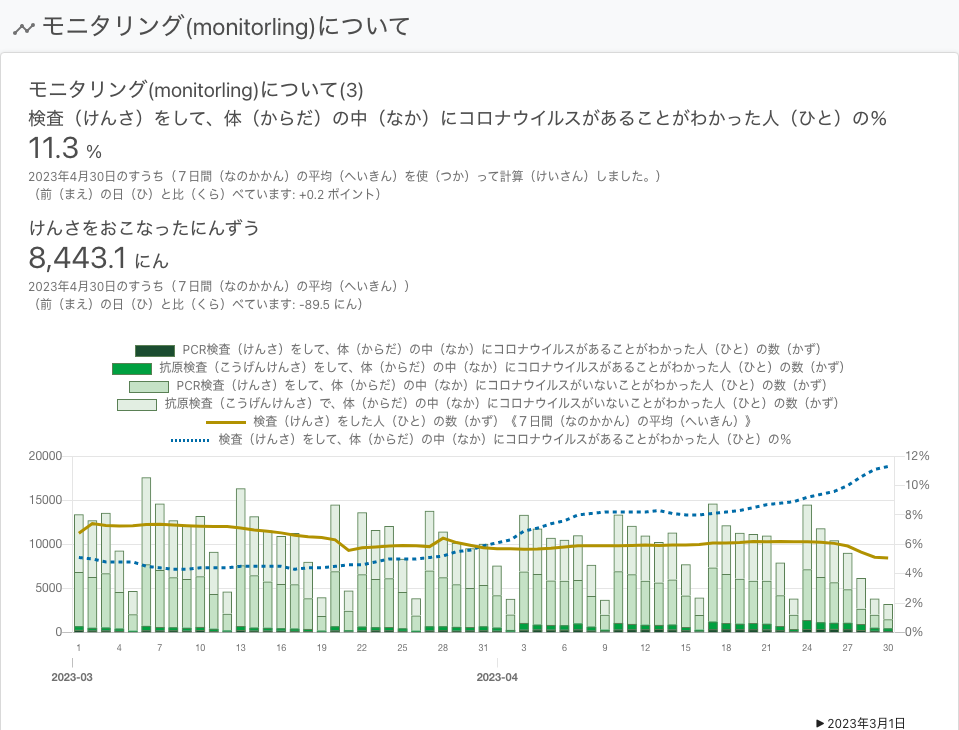 モニタリング(monitorling)について
モニタリング(monitorling)について(3)
検査（けんさ）をして、体（からだ）の中（なか）にコロナウイルスがあることがわかった人（ひと）の%
11.3 %
2023年4月30日のすうち（７日間（なのかかん）の平均（へいきん）を使（つか）って計算（けいさん）しました。）
（前（まえ）の日（ひ）と比（くら）べています: +0.2 ポイント）
けんさをおこなったにんずう
8,443.1 にん
2023年4月30日のすうち（７日間（なのかかん）の平均（へいきん））
（前（まえ）の日（ひ）と比（くら）べています: -89.5 にん）
PCR検査（けんさ）をして、体（からだ）の中（なか）にコロナウイルスがあることがわかった人（ひと）の数（かず）
抗原検査（こうげんけんさ）をして、体（からだ）の中（なか）にコロナウイルスがあることがわかった人（ひと）の数（かず）
PCR検査（けんさ）をして、体（からだ）の中（なか）にコロナウイルスがいないことがわかった人（ひと）の数（かず）
抗原検査（こうげんけんさ）で、体（からだ）の中（なか）にコロナウイルスがいないことがわかった人（ひと）の数（かず）
検査（けんさ）をした人（ひと）の数（かず）《７日間（なのかかん）の平均（へいきん）》
検査（けんさ）をして、体（からだ）の中（なか）にコロナウイルスがあることがわかった人（ひと）の%
20000 12%
10%
15000 8%
10000 6%
4%
5000 2%
0 0%
1 4 7 10 13 16 19 22 25 28 31 3 6 9 12 15 18 21 24 27 30
2023-03 2023-04
▶2023年3月1日